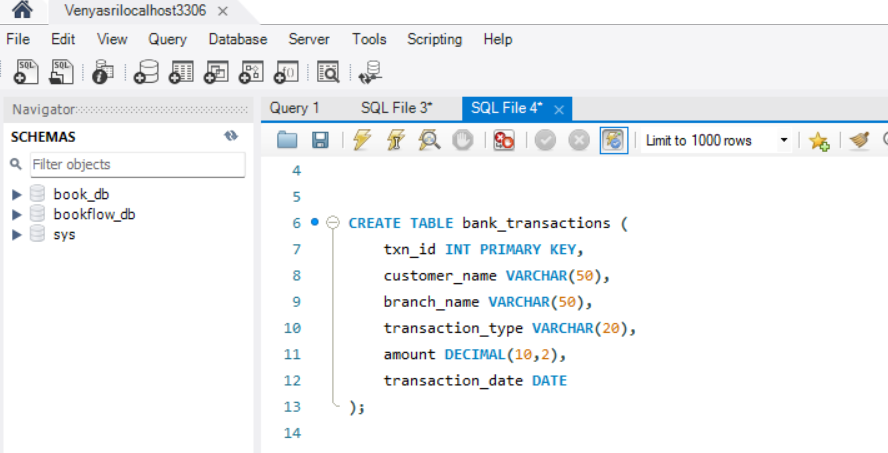 Venyasrilocalhost3306 ×
File Edit View Query Database Server Tools Scripting Help
SQL SQL
Navigator
Query 1 SQL File 3* SQL File 4* ×
SCHEMAS
Limit to 1000 rows
Filter objects
book_db
bookflow_db
sys
4
5
6 CREATE TABLE bank_transactions (
7 txn_id INT PRIMARY KEY,
8 customer_name VARCHAR(50),
9 branch_name VARCHAR(50),
10 transaction_type VARCHAR(20),
11 amount DECIMAL(10,2),
12 transaction_date DATE
13 );
14